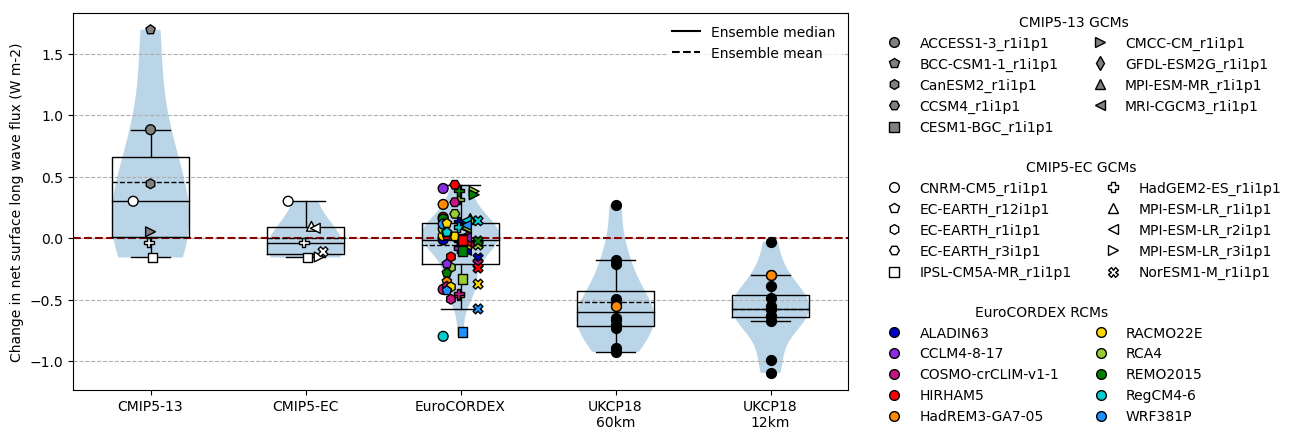 Change in net surface long wave flux (W m-2)
1.5
1.0
0.5
0.0
−0.5
−1.0
CMIP5-13
CMIP5-EC
EuroCORDEX
UKCP18
60km
UKCP18
12km
Ensemble median
Ensemble mean
CMIP5-13 GCMs
ACCESS1-3_r1i1p1
BCC-CSM1-1_r1i1p1
CanESM2_r1i1p1
CCSM4_r1i1p1
CESM1-BGC_r1i1p1
CMCC-CM_r1i1p1
GFDL-ESM2G_r1i1p1
MPI-ESM-MR_r1i1p1
MRI-CGCM3_r1i1p1
CMIP5-EC GCMs
CNRM-CM5_r1i1p1
EC-EARTH_r12i1p1
EC-EARTH_r1i1p1
EC-EARTH_r3i1p1
IPSL-CM5A-MR_r1i1p1
HadGEM2-ES_r1i1p1
MPI-ESM-LR_r1i1p1
MPI-ESM-LR_r2i1p1
MPI-ESM-LR_r3i1p1
NorESM1-M_r1i1p1
EuroCORDEX RCMs
ALADIN63
CCLM4-8-17
COSMO-crCLIM-v1-1
HIRHAM5
HadREM3-GA7-05
RACMO22E
RCA4
REMO2015
RegCM4-6
WRF381P